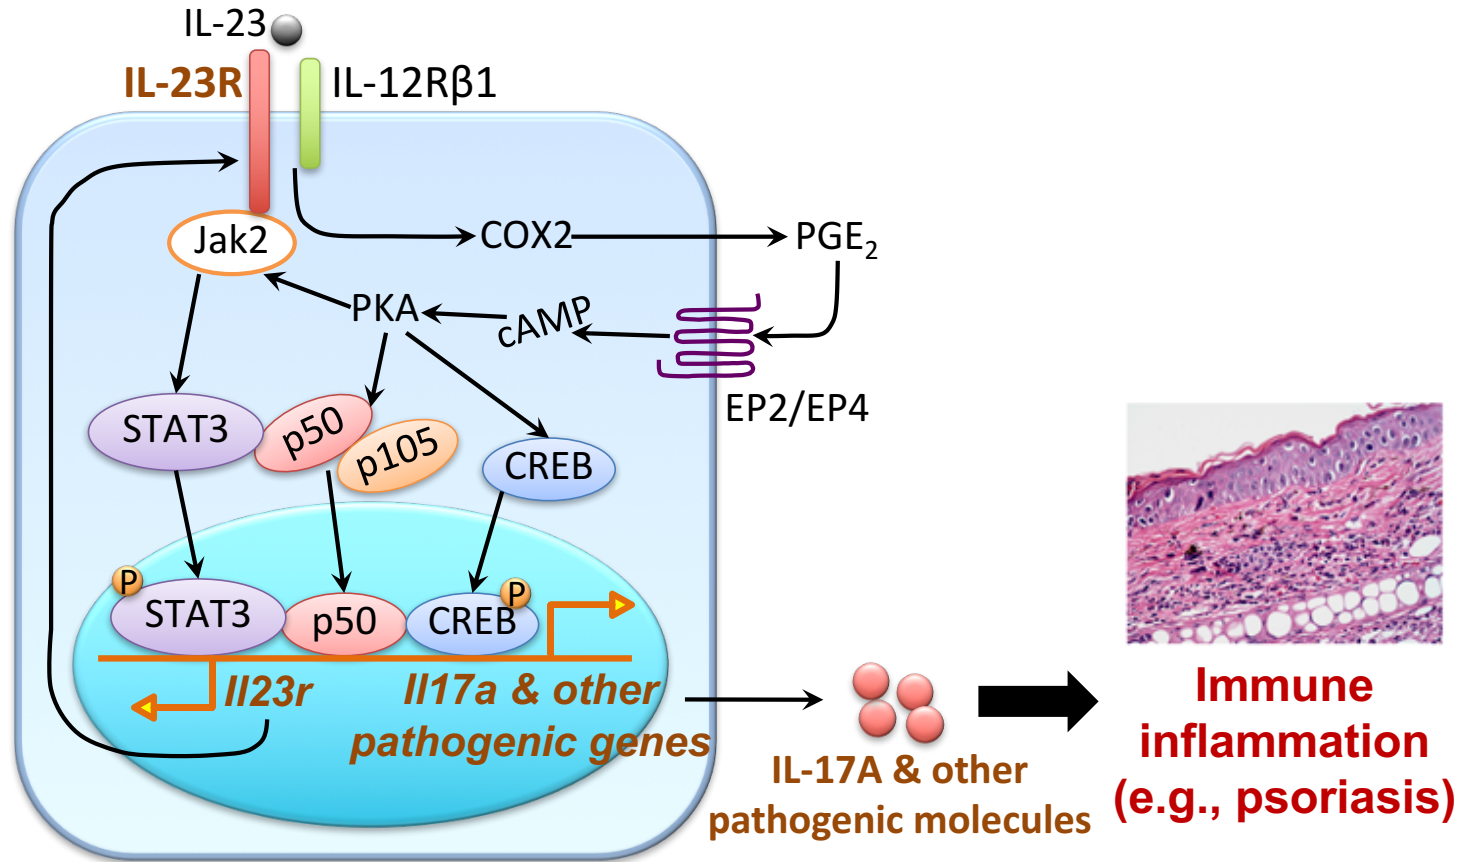 IL-23
IL-23R
IL-12Rβ1
Jak2
COX2
PGE2
PKA
cAMP
EP2/EP4
STAT3
p50
p105
CREB
P
STAT3
p50
CREB
P
Il23r
Il17a & other
pathogenic genes
IL-17A & other
pathogenic molecules
Immune
inflammation
(e.g., psoriasis)